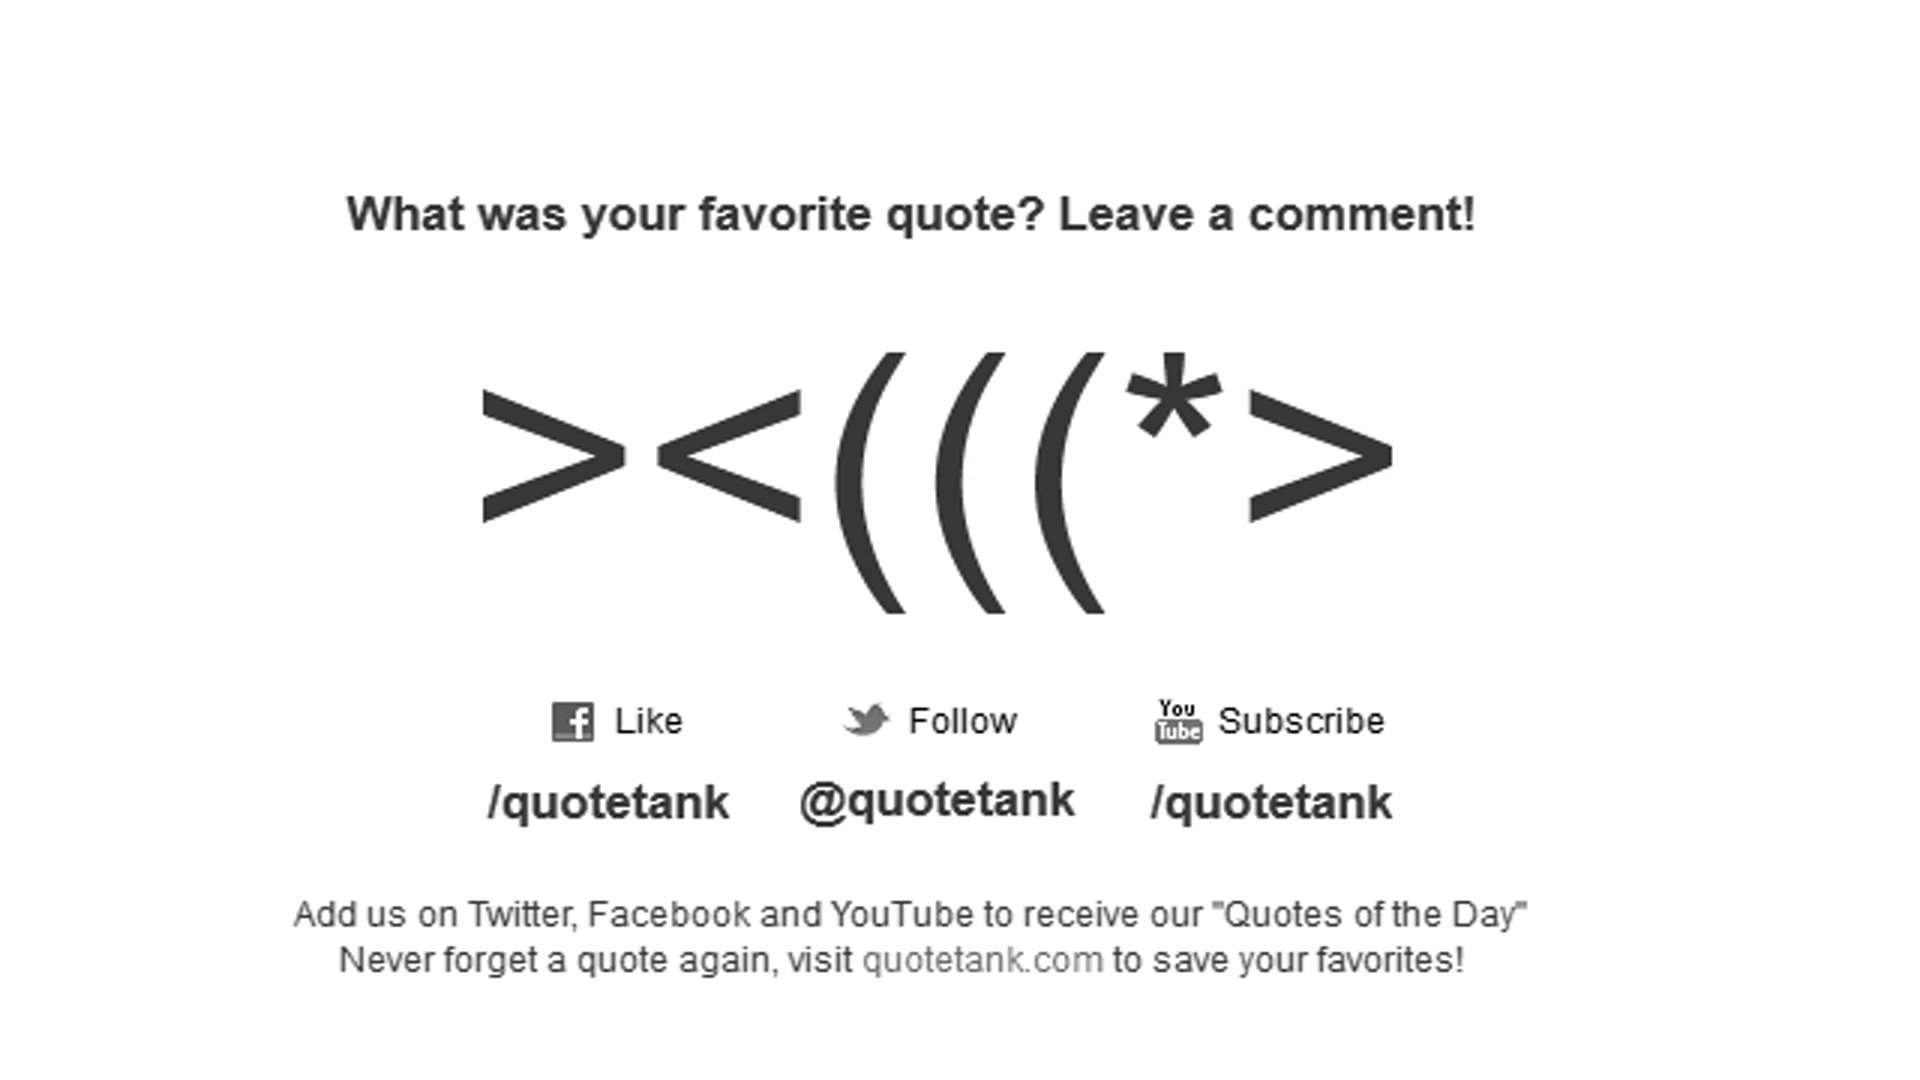 What was your favorite quote? Leave a comment!
><(((*>
f Like
Follow
You Tube Subscribe
/quotetank
@quotetank
/quotetank
Add us on Twitter, Facebook and YouTube to receive our "Quotes of the Day"
Never forget a quote again, visit quotetank.com to save your favorites!